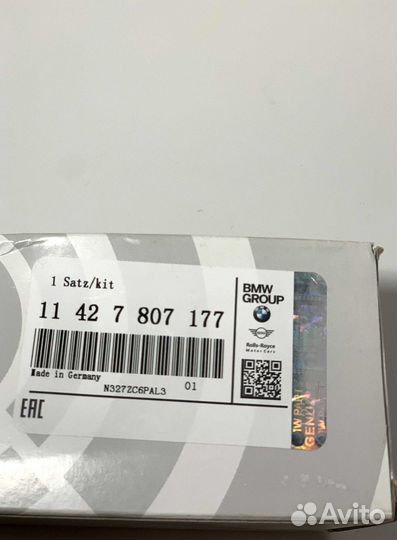 1 Satz/kit
11 42 7 807 177
Made in Germany
01
N327ZC6PAL3
BMW
GROUP
Rolls-Royce
Motor Cars
EAC
Avito